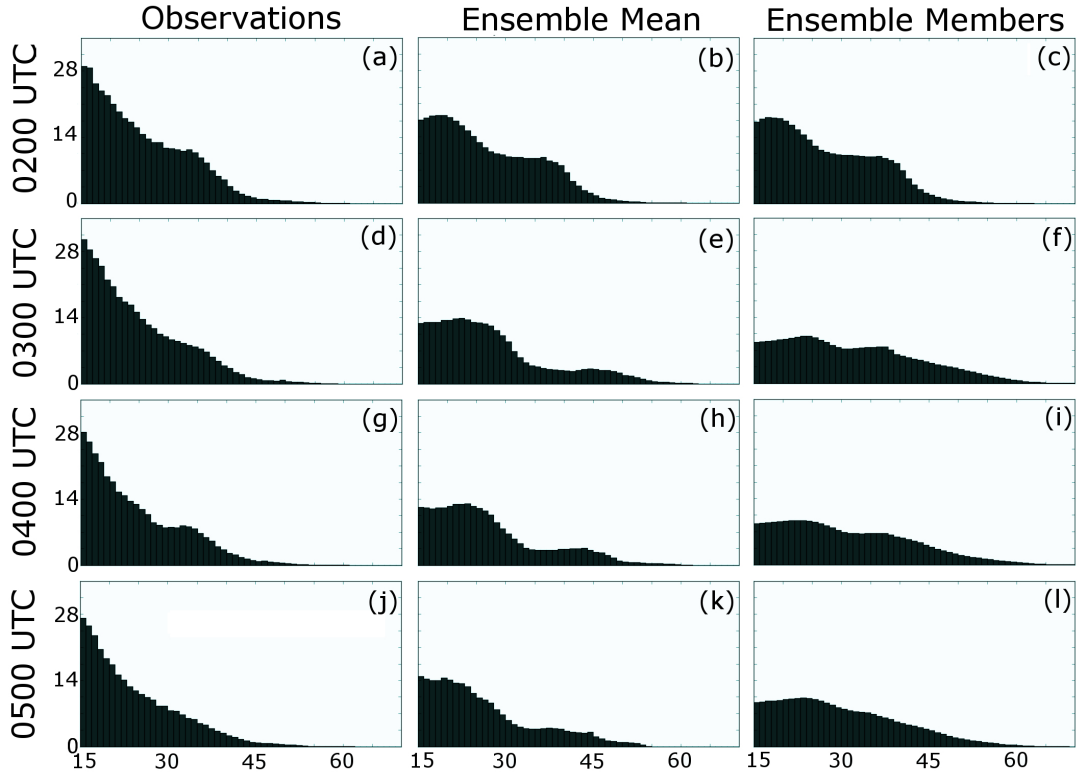 Observations Ensemble Mean Ensemble Members
0200 UTC
28
14
0
(a) (b) (c)
0300 UTC
28
14
0
(d) (e) (f)
0400 UTC
28
14
0
(g) (h) (i)
0500 UTC
28
14
0
(j) (k) (l)
15 30 45 60 15 30 45 60 15 30 45 60